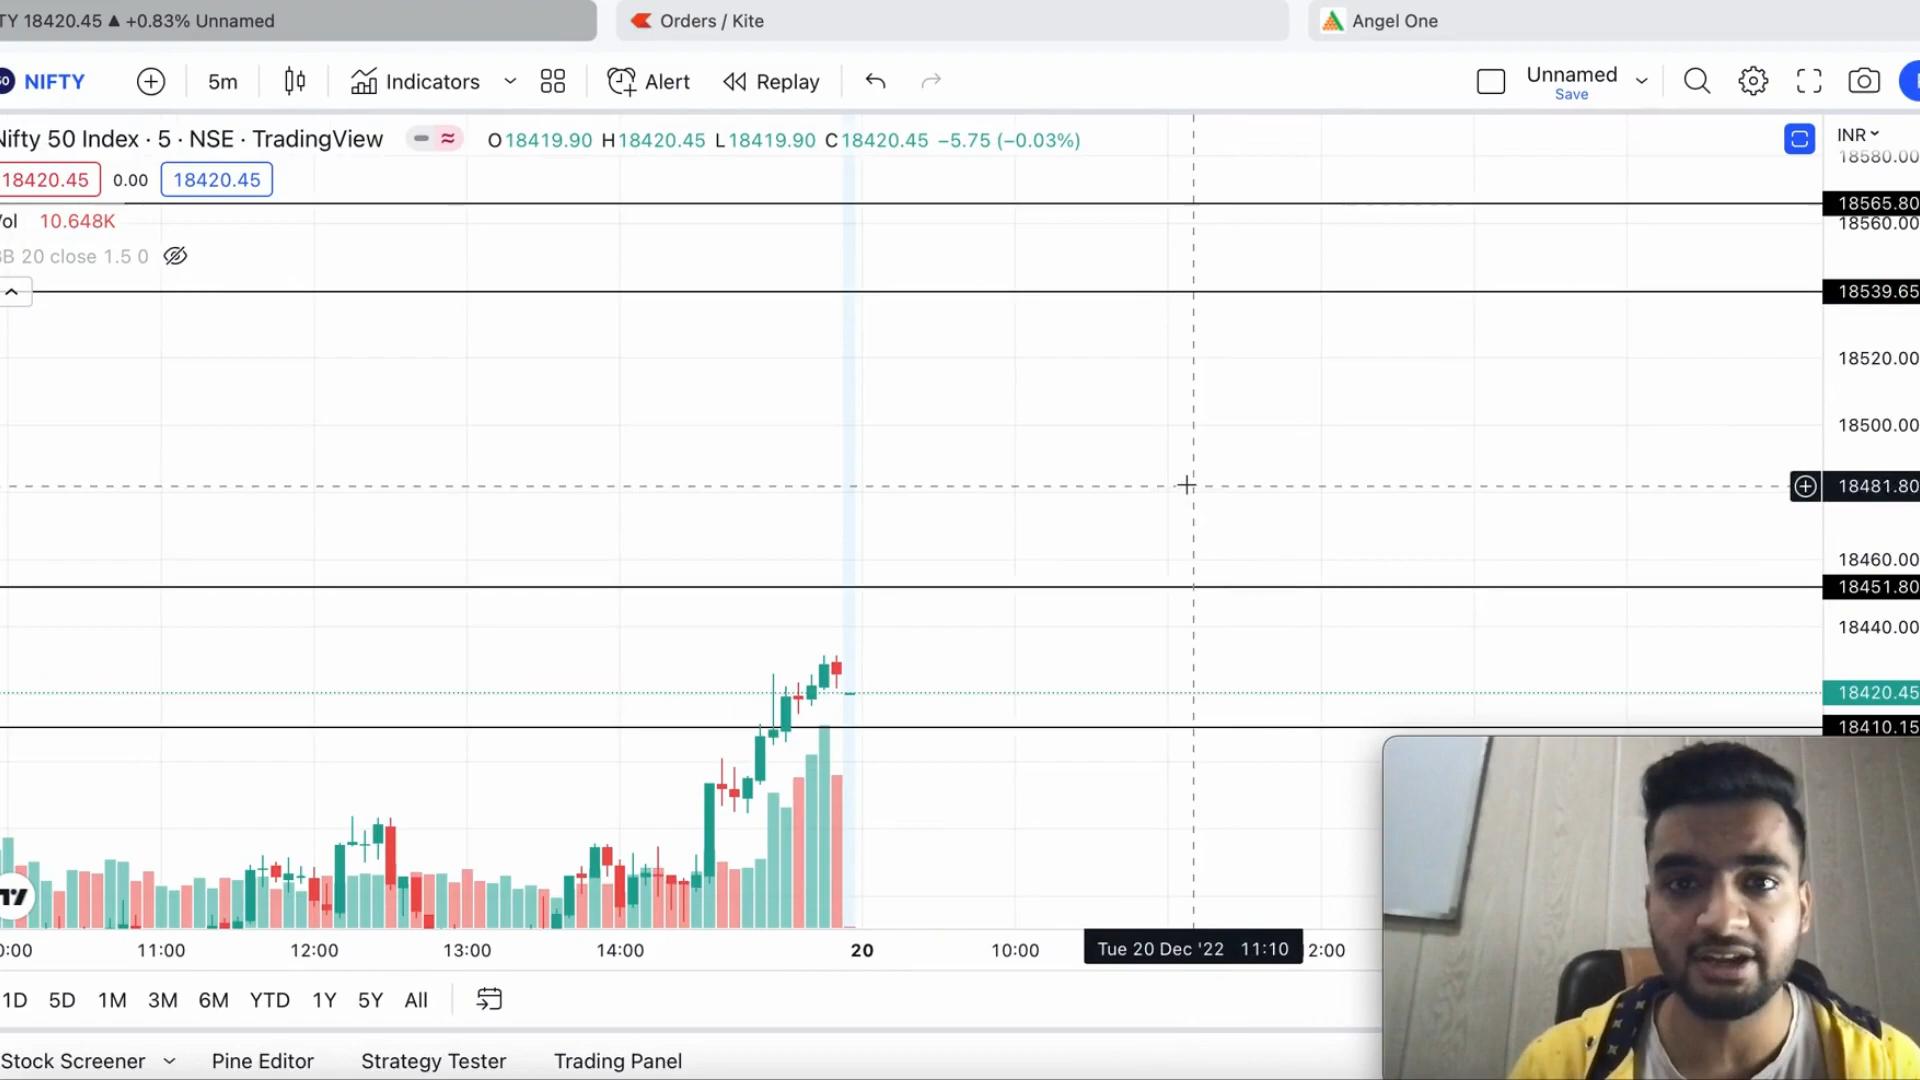 TY 18420.45 ▲ +0.83% Unnamed
Orders / Kite
Angel One
50 NIFTY
5m
Indicators
Alert
Replay
Unnamed
Save
Nifty 50 Index · 5 · NSE · TradingView
O18419.90 H18420.45 L18419.90 C18420.45 −5.75 (−0.03%)
INR
18420.45 0.00 18420.45
Vol 10.648K
BB 20 close 1.5 0
18580.00
18565.80
18560.00
18539.65
18520.00
18500.00
18481.80
18460.00
18451.80
18440.00
18420.45
18410.15
0:00 11:00 12:00 13:00 14:00 20 10:00 Tue 20 Dec '22 11:10 2:00
1D 5D 1M 3M 6M YTD 1Y 5Y All
Stock Screener Pine Editor Strategy Tester Trading Panel